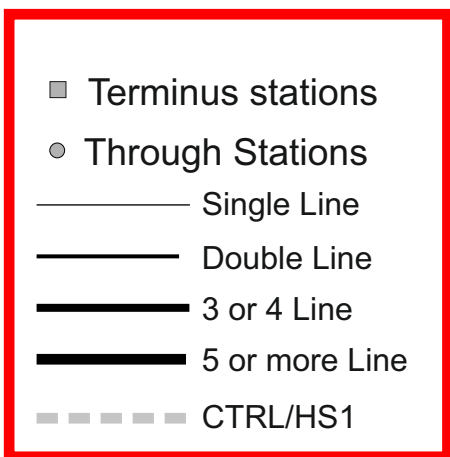 Terminus stations
Through Stations
Single Line
Double Line
3 or 4 Line
5 or more Line
CTRL/HS1